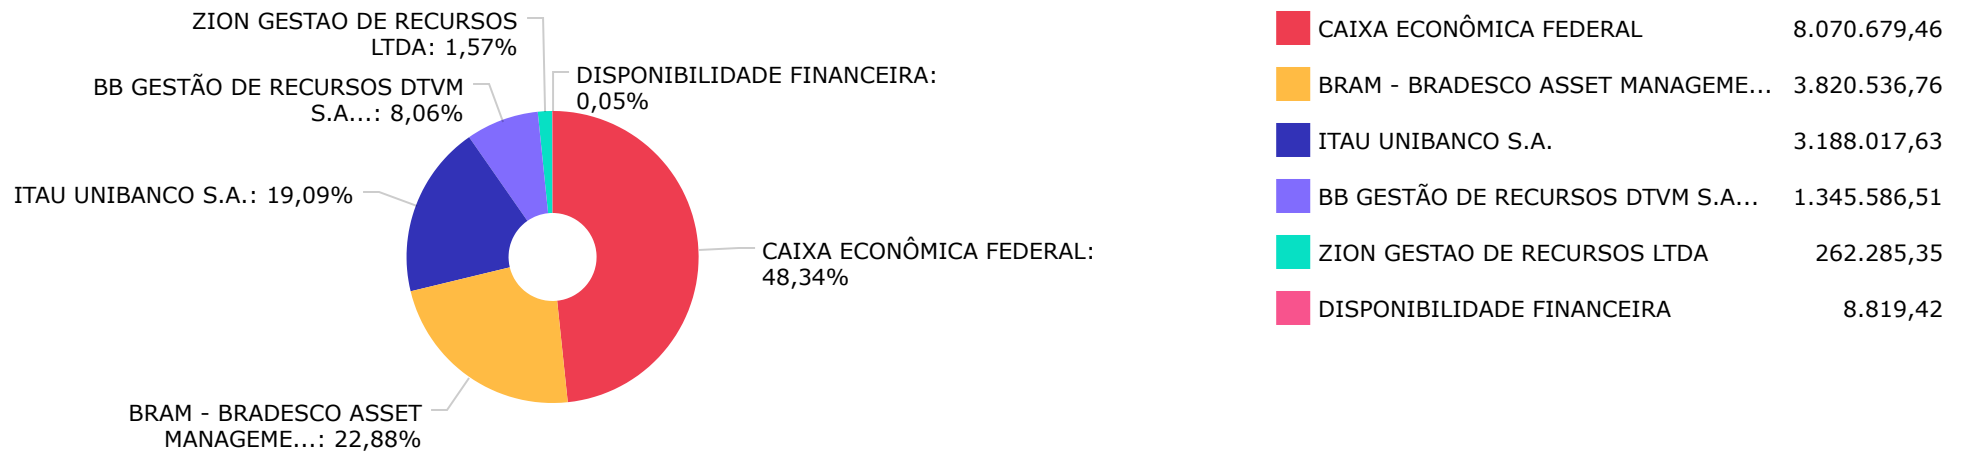 ZION GESTAO DE RECURSOS
LTDA: 1,57%
BB GESTÃO DE RECURSOS DTVM
S.A...: 8,06%
DISPONIBILIDADE FINANCEIRA:
0,05%
ITAU UNIBANCO S.A.: 19,09%
CAIXA ECONÔMICA FEDERAL:
48,34%
BRAM - BRADESCO ASSET
MANAGEME...: 22,88%
CAIXA ECONÔMICA FEDERAL 8.070.679,46
BRAM - BRADESCO ASSET MANAGEME... 3.820.536,76
ITAU UNIBANCO S.A. 3.188.017,63
BB GESTÃO DE RECURSOS DTVM S.A... 1.345.586,51
ZION GESTAO DE RECURSOS LTDA 262.285,35
DISPONIBILIDADE FINANCEIRA 8.819,42